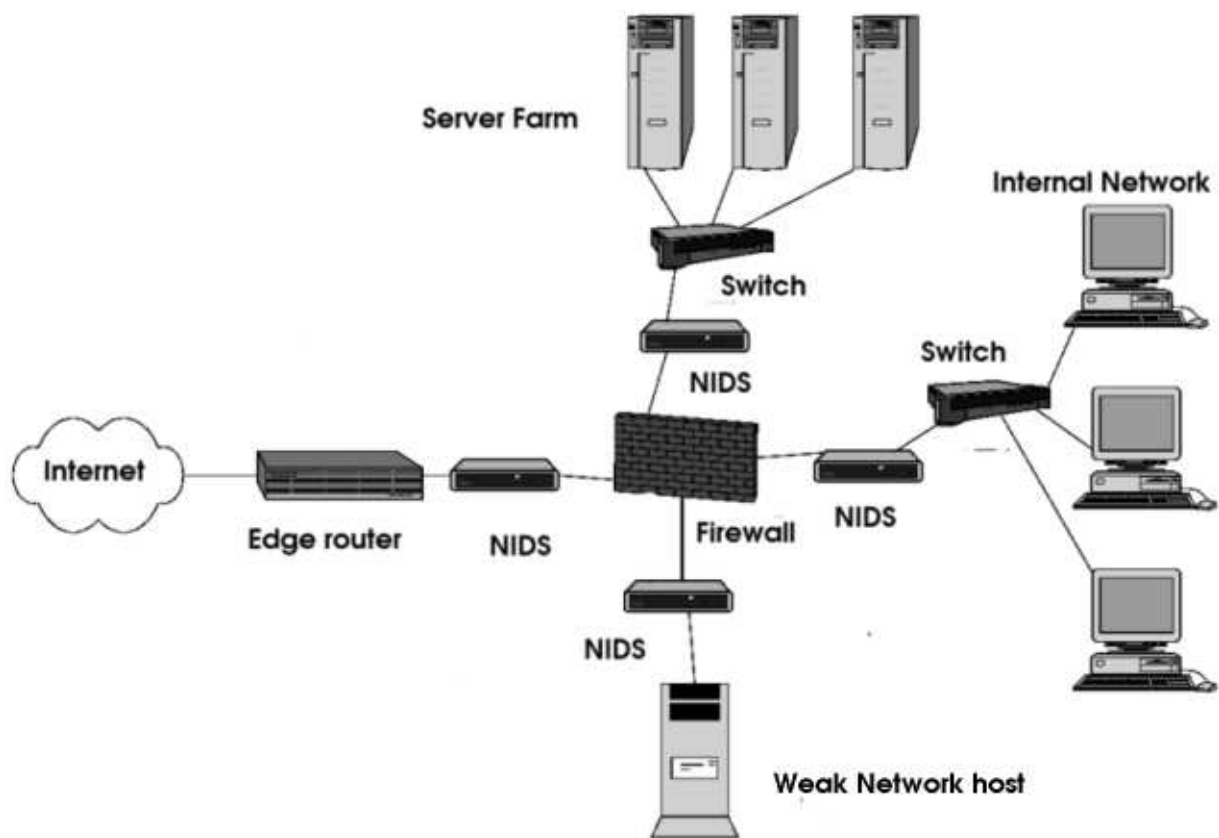 Server Farm
Internal Network
Switch
Switch
NIDS
Internet
Edge router
NIDS
Firewall
NIDS
NIDS
Weak Network host